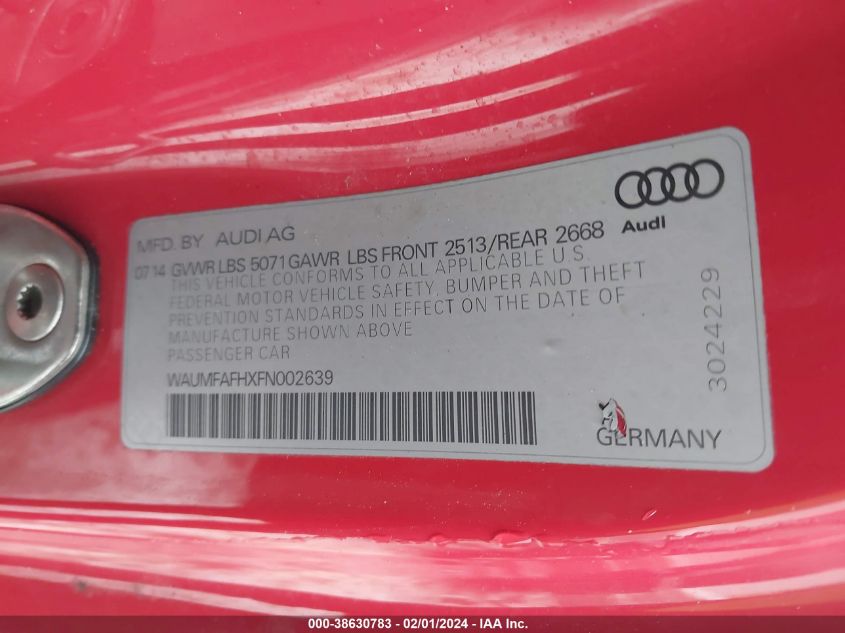 Audi
MFD. BY AUDI AG
0714 GVWR LBS 5071 GAWR LBS FRONT 2513/REAR 2668
THIS VEHICLE CONFORMS TO ALL APPLICABLE U.S.
FEDERAL MOTOR VEHICLE SAFETY, BUMPER AND THEFT
PREVENTION STANDARDS IN EFFECT ON THE DATE OF
MANUFACTURE SHOWN ABOVE
PASSENGER CAR
WAUMFAFHXFN002639
3024229
GERMANY
000-38630783 / 02/01/2024 - IAA Inc.